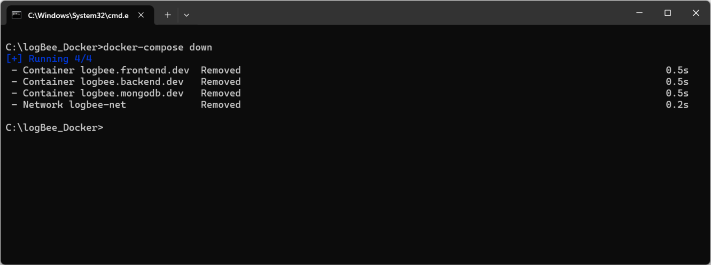 C:\Windows\System32\cmd.e
C:\logBee_Docker>docker-compose down
[+] Running 4/4
- Container logbee.frontend.dev Removed 0.5s
- Container logbee.backend.dev Removed 0.5s
- Container logbee.mongodb.dev Removed 0.5s
- Network logbee-net Removed 0.2s
C:\logBee_Docker>